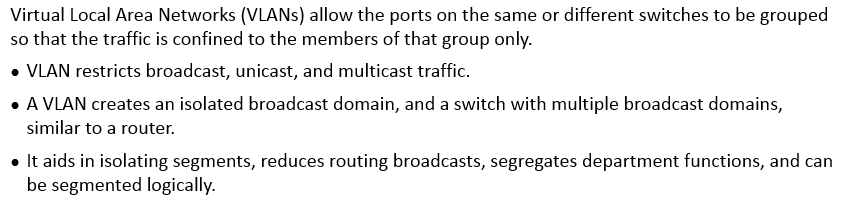 Virtual Local Area Networks (VLANs) allow the ports on the same or different switches to be grouped
so that the traffic is confined to the members of that group only.
• VLAN restricts broadcast, unicast, and multicast traffic.
• A VLAN creates an isolated broadcast domain, and a switch with multiple broadcast domains,
similar to a router.
• It aids in isolating segments, reduces routing broadcasts, segregates department functions, and can
be segmented logically.